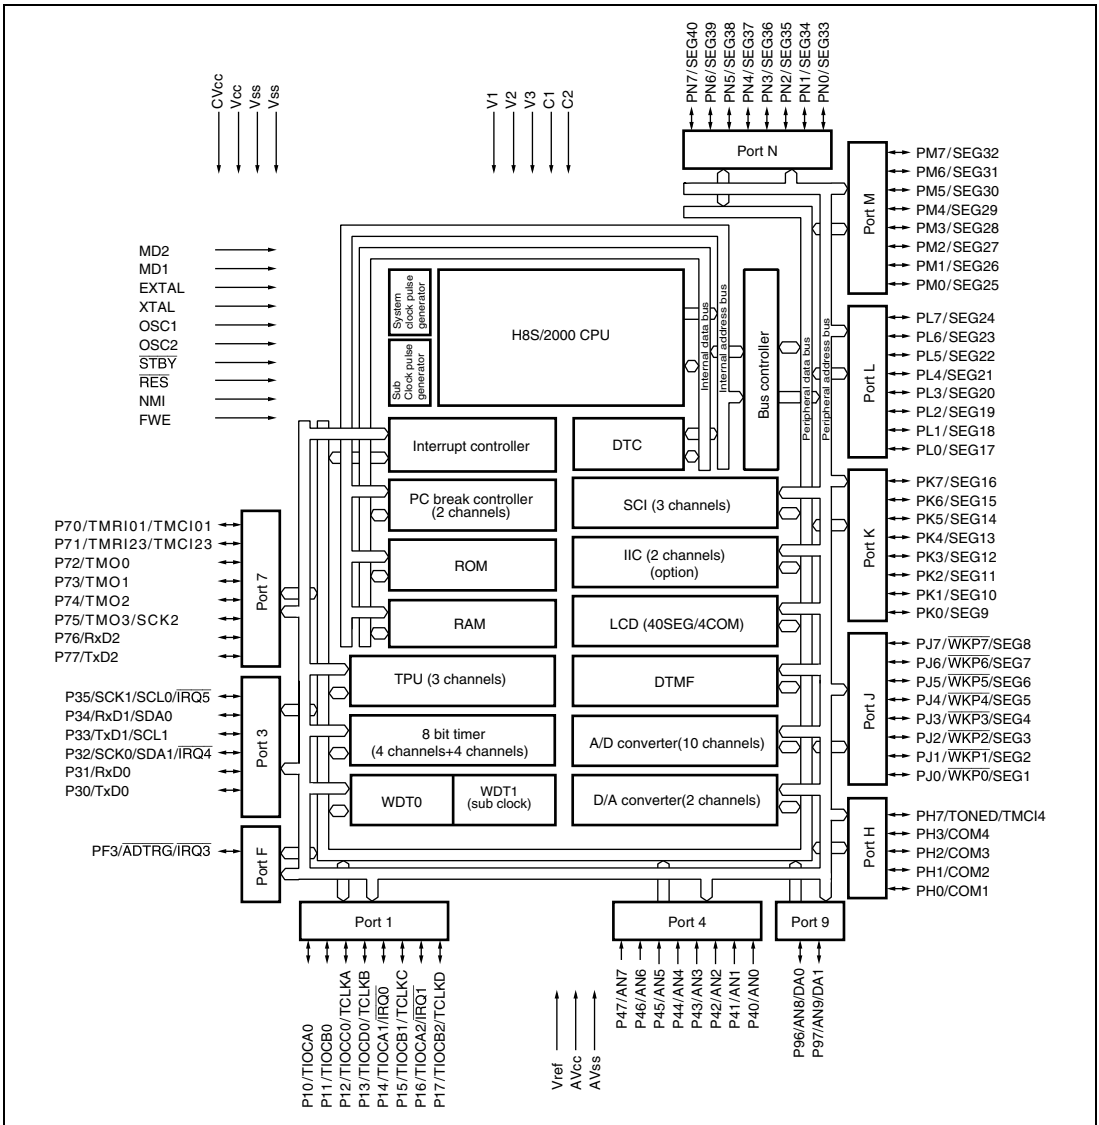 CVcc
Vcc
Vss
Vss
V1
V2
V3
C1
C2
PN7/SEG40
PN6/SEG39
PN5/SEG38
PN4/SEG37
PN3/SEG36
PN2/SEG35
PN1/SEG34
PN0/SEG33
Port N
Port M
PM7/SEG32
PM6/SEG31
PM5/SEG30
PM4/SEG29
PM3/SEG28
PM2/SEG27
PM1/SEG26
PM0/SEG25
MD2
MD1
EXTAL
XTAL
OSC1
OSC2
STBY
RES
NMI
FWE
System
clock pulse
generator
Sub
Clock pulse
generator
H8S/2000 CPU
Internal data bus
Internal address bus
Bus controller
Peripheral data bus
Peripheral address bus
Port L
PL7/SEG24
PL6/SEG23
PL5/SEG22
PL4/SEG21
PL3/SEG20
PL2/SEG19
PL1/SEG18
PL0/SEG17
Interrupt controller
DTC
PC break controller
(2 channels)
SCI (3 channels)
ROM
IIC (2 channels)
(option)
RAM
LCD (40SEG/4COM)
TPU (3 channels)
DTMF
8 bit timer
(4 channels+4 channels)
A/D converter(10 channels)
WDT0
WDT1
(sub clock)
D/A converter(2 channels)
Port K
PK7/SEG16
PK6/SEG15
PK5/SEG14
PK4/SEG13
PK3/SEG12
PK2/SEG11
PK1/SEG10
PK0/SEG9
P70/TMRI01/TMCI01
P71/TMRI23/TMCI23
P72/TMO0
P73/TMO1
P74/TMO2
P75/TMO3/SCK2
P76/RxD2
P77/TxD2
Port 7
Port J
PJ7/WKP7/SEG8
PJ6/WKP6/SEG7
PJ5/WKP5/SEG6
PJ4/WKP4/SEG5
PJ3/WKP3/SEG4
PJ2/WKP2/SEG3
PJ1/WKP1/SEG2
PJ0/WKP0/SEG1
P35/SCK1/SCL0/IRQ5
P34/RxD1/SDA0
P33/TxD1/SCL1
P32/SCK0/SDA1/IRQ4
P31/RxD0
P30/TxD0
Port 3
PF3/ADTRG/IRQ3
Port F
Port H
PH7/TONED/TMCI4
PH3/COM4
PH2/COM3
PH1/COM2
PH0/COM1
Port 1
Port 4
Port 9
P10/TIOCA0
P11/TIOCB0
P12/TIOCC0/TCLKA
P13/TIOCD0/TCLKB
P14/TIOCA1/IRQ0
P15/TIOCB1/TCLKC
P16/TIOCA2/IRQ1
P17/TIOCB2/TCLKD
Vref
AVcc
AVss
P47/AN7
P46/AN6
P45/AN5
P44/AN4
P43/AN3
P42/AN2
P41/AN1
P40/AN0
P96/AN8/DA0
P97/AN9/DA1